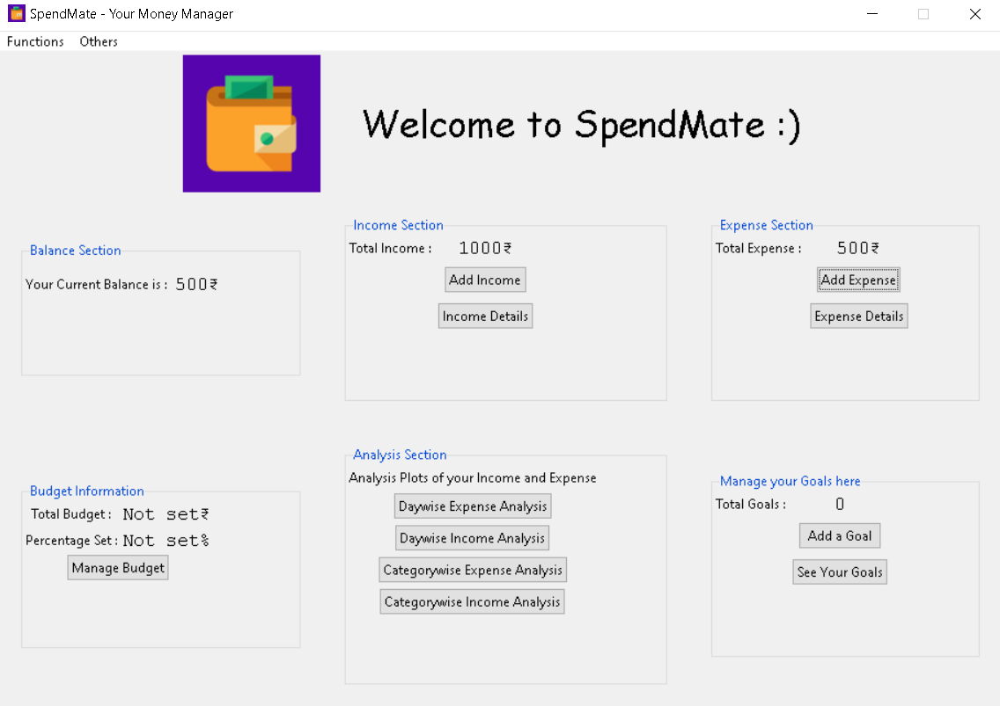 SpendMate - Your Money Manager
Functions Others
Welcome to SpendMate :)
Balance Section
Your Current Balance is : 500₹
Income Section
Total Income : 1000₹
Add Income
Income Details
Expense Section
Total Expense : 500₹
Add Expense
Expense Details
Budget Information
Total Budget : Not set₹
Percentage Set : Not set%
Manage Budget
Analysis Section
Analysis Plots of your Income and Expense
Daywise Expense Analysis
Daywise Income Analysis
Categorywise Expense Analysis
Categorywise Income Analysis
Manage your Goals here
Total Goals : 0
Add a Goal
See Your Goals